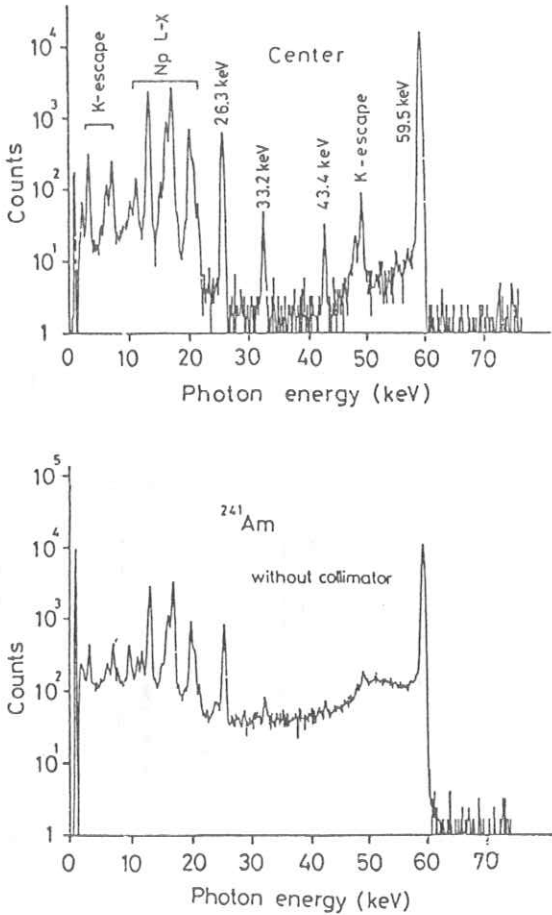 10⁴
10³
10²
10¹
1
Counts
K-escape
Np L-X
Center
26.3 keV
33.2 keV
43.4 keV
K-escape
59.5 keV
0 10 20 30 40 50 60 70
Photon energy (keV)
10⁵
10⁴
10³
10²
10¹
1
Counts
²⁴¹Am
without collimator
0 10 20 30 40 50 60 70
Photon energy (keV)